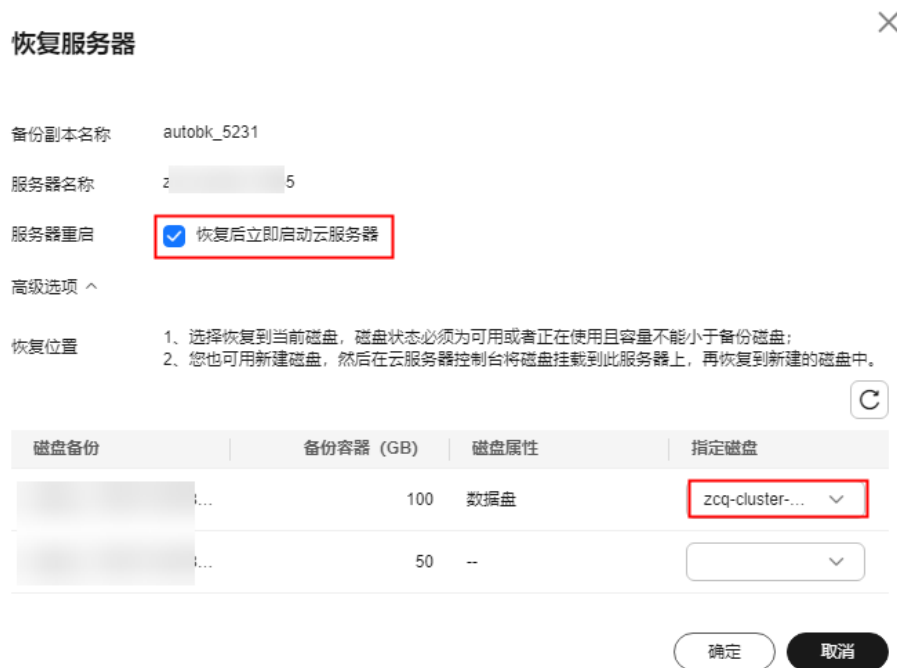 恢复服务器
备份副本名称 autobk_5231
服务器名称 z 5
服务器重启 恢复后立即启动云服务器
高级选项
恢复位置 1、选择恢复到当前磁盘，磁盘状态必须为可用或者正在使用且容量不能小于备份磁盘；
2、您也可用新建磁盘，然后在云服务器控制台将磁盘挂载到此服务器上，再恢复到新建的磁盘中。
磁盘备份 备份容器（GB） 磁盘属性 指定磁盘
... 100 数据盘 zcq-cluster-...
... 50 --
确定 取消